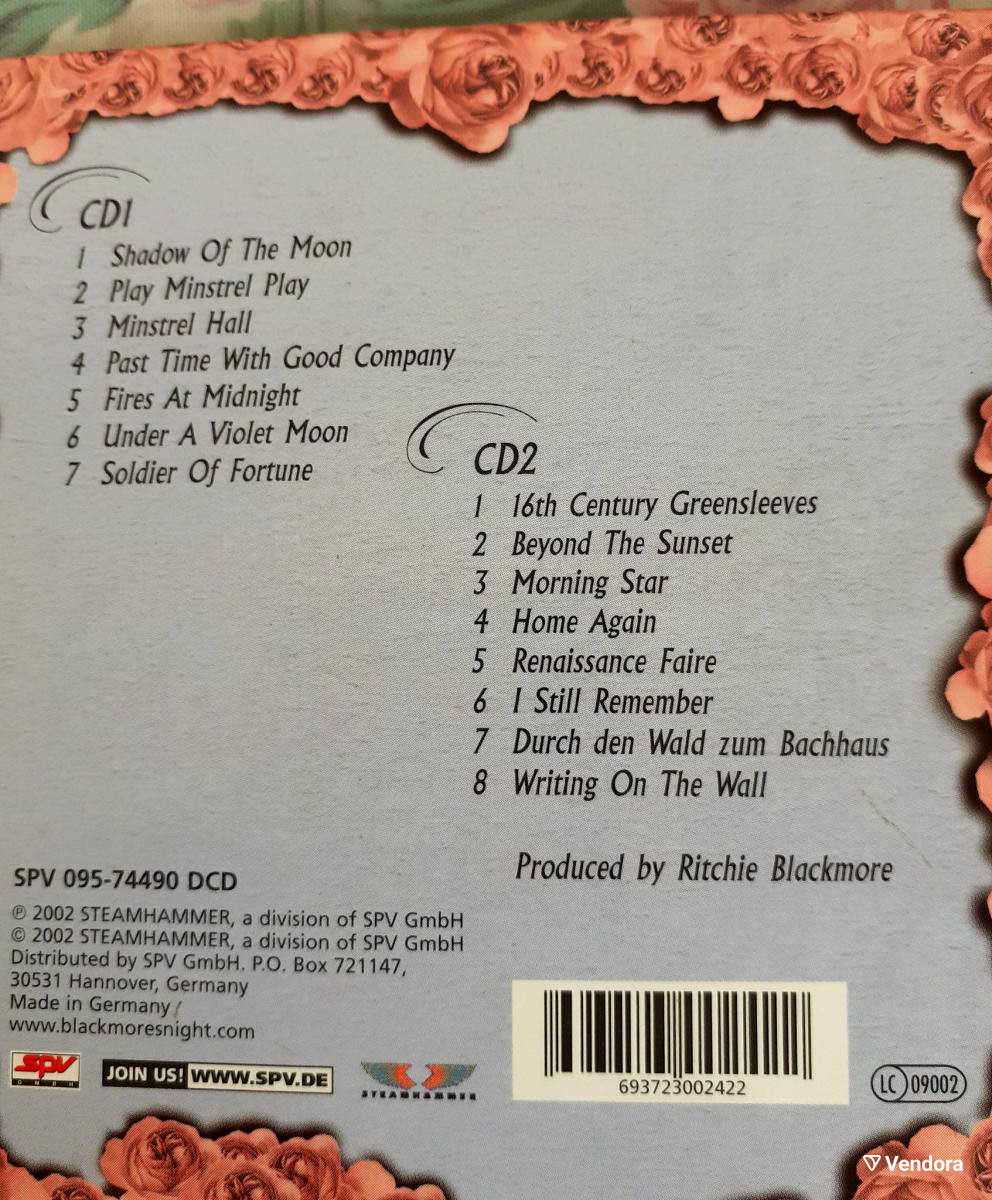 CD1
1 Shadow Of The Moon
2 Play Minstrel Play
3 Minstrel Hall
4 Past Time With Good Company
5 Fires At Midnight
6 Under A Violet Moon
7 Soldier Of Fortune
CD2
1 16th Century Greensleeves
2 Beyond The Sunset
3 Morning Star
4 Home Again
5 Renaissance Faire
6 I Still Remember
7 Durch den Wald zum Bachhaus
8 Writing On The Wall
Produced by Ritchie Blackmore
SPV 095-74490 DCD
℗ 2002 STEAMHAMMER, a division of SPV GmbH
© 2002 STEAMHAMMER, a division of SPV GmbH
Distributed by SPV GmbH. P.O. Box 721147,
30531 Hannover, Germany
Made in Germany
www.blackmoresnight.com
SPV
GMBH
JOIN US! WWW.SPV.DE
STEAMHAMMER
693723002422
LC 09002
Vendora